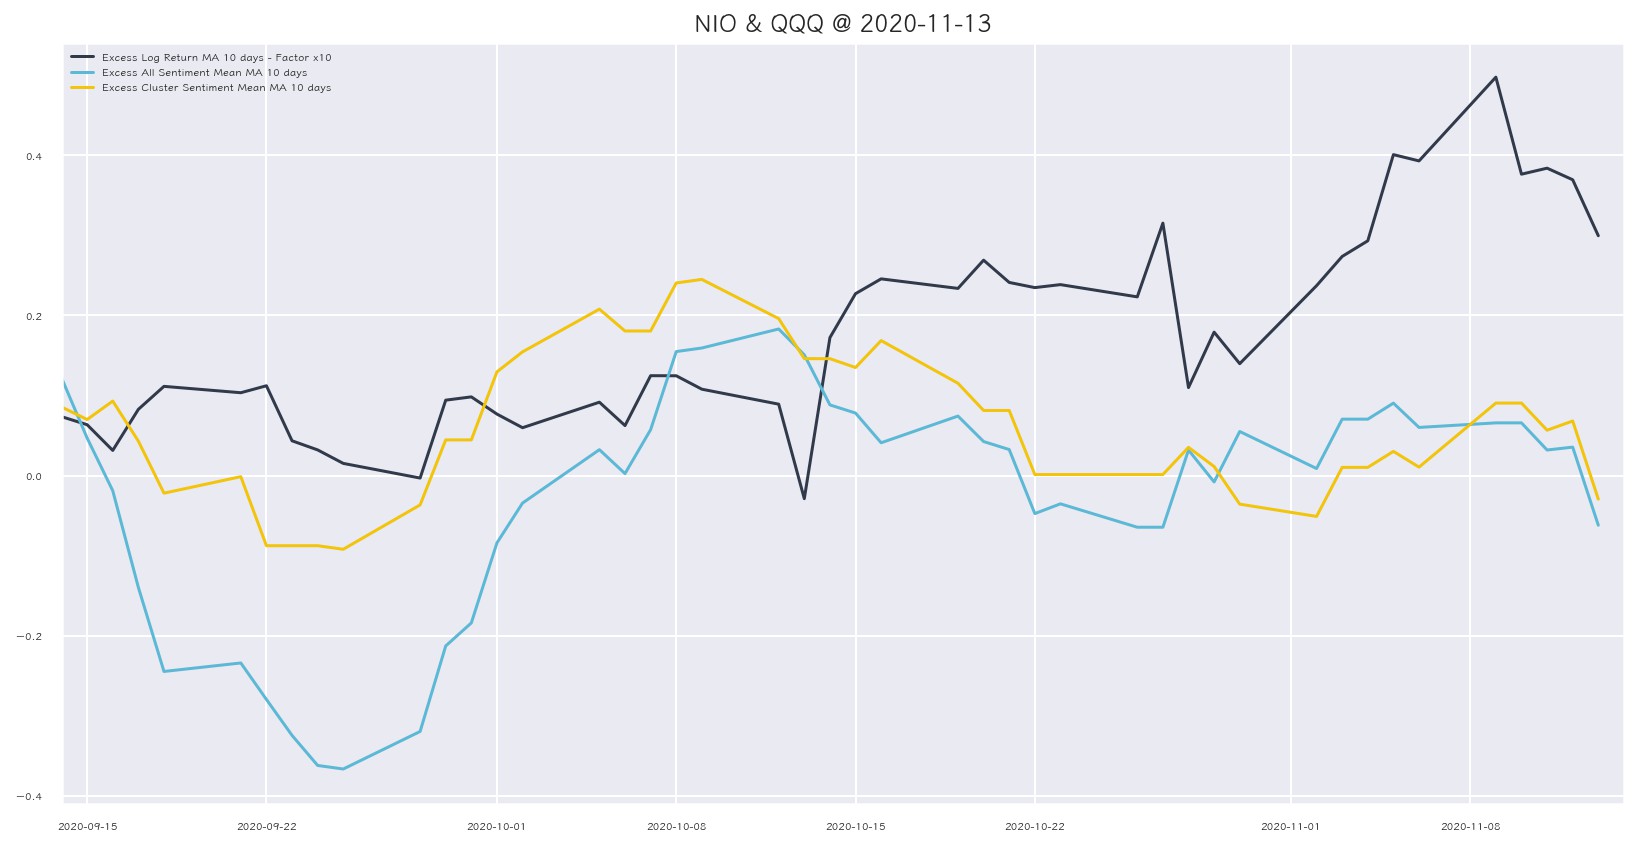 NIO & QQQ @ 2020-11-13
Excess Log Return MA 10 days - Factor x10
Excess All Sentiment Mean MA 10 days
Excess Cluster Sentiment Mean MA 10 days
0.4
0.2
0.0
−0.2
−0.4
2020-09-15 2020-09-22 2020-10-01 2020-10-08 2020-10-15 2020-10-22 2020-11-01 2020-11-08